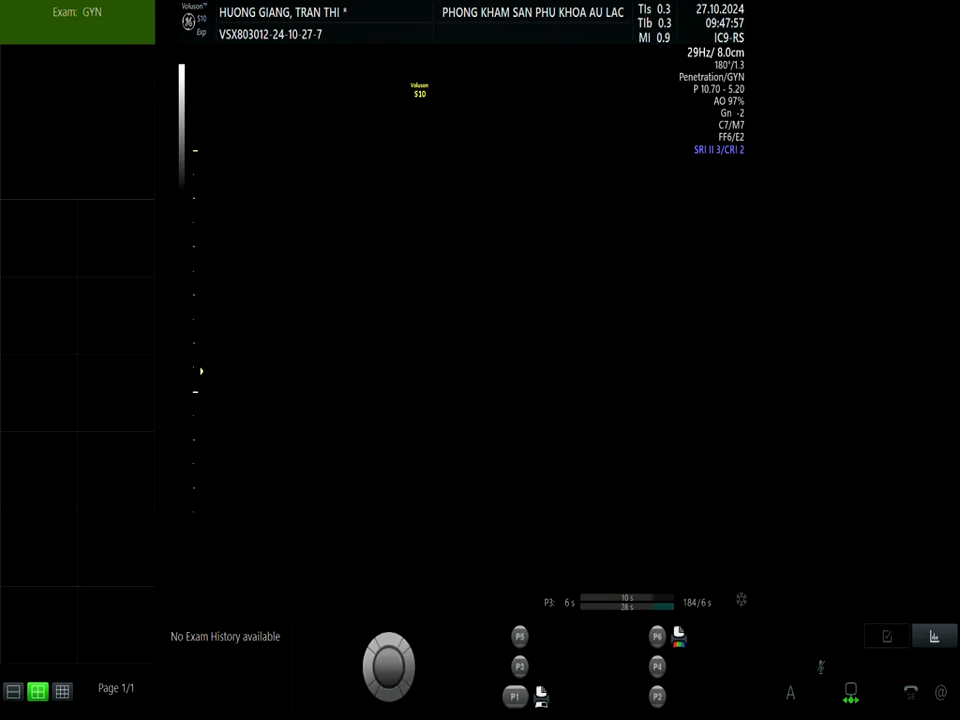 Exam: GYN
Voluson™
S10
Exp
HUONG GIANG, TRAN THI *
PHONG KHAM SAN PHU KHOA AU LAC
VSX803012-24-10-27-7
TIs 0.3
TIb 0.3
MI 0.9
27.10.2024
09:47:57
IC9-RS
29Hz/ 8.0cm
180°/1.3
Penetration/GYN
P 10.70 - 5.20
AO 97%
Gn -2
C7/M7
FF6/E2
SRI II 3/CRI 2
Voluson
S10
P3: 6 s
10 s
28 s
184/6 s
No Exam History available
P5
P6
P3
P4
P1
P2
Page 1/1
A
@